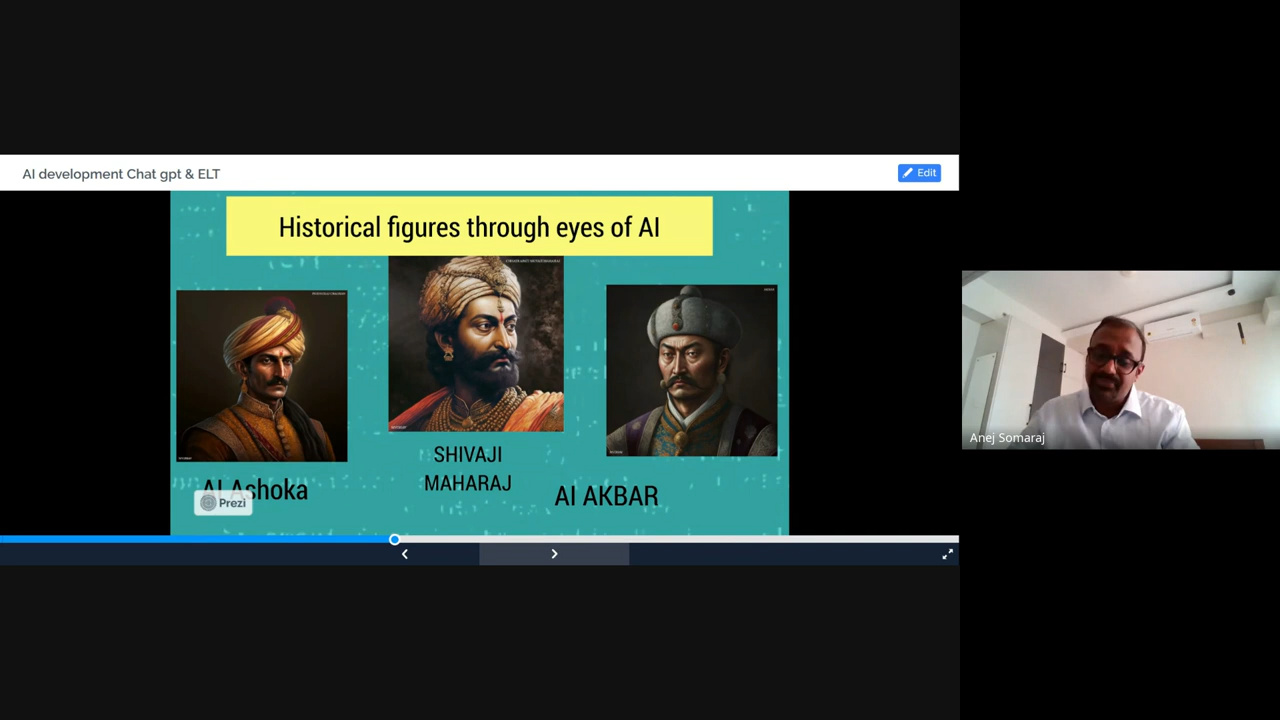 AI development Chat gpt & ELT
Edit
Historical figures through eyes of AI
AI Ashoka
SHIVAJI
MAHARAJ
AI AKBAR
Prezi
Anej Somaraj